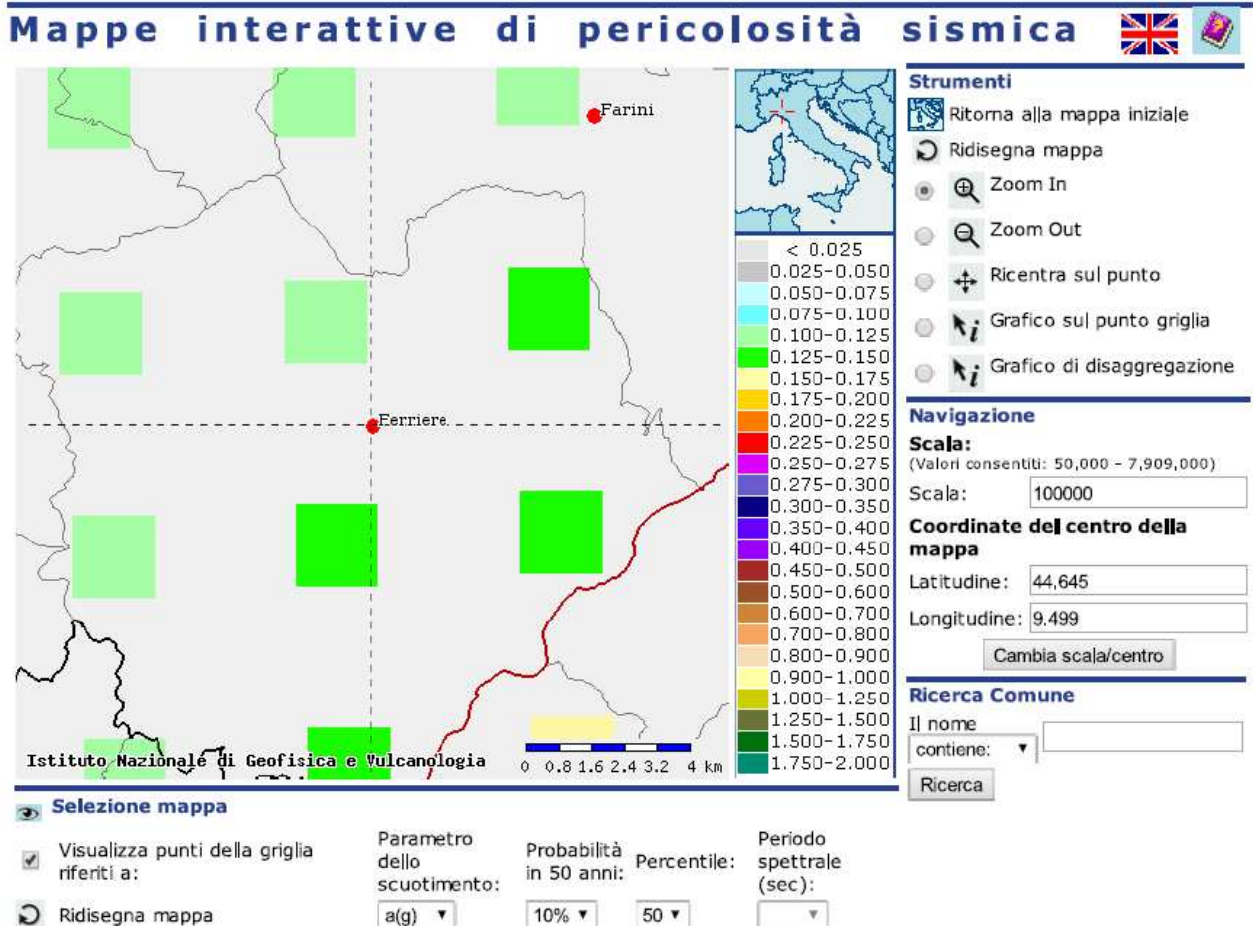 Mappe interattive di pericolosità sismica
Farini
Ferriere
Istituto Nazionale di Geofisica e Vulcanologia
0 0.8 1.6 2.4 3.2 4 km
< 0.025
0.025-0.050
0.050-0.075
0.075-0.100
0.100-0.125
0.125-0.150
0.150-0.175
0.175-0.200
0.200-0.225
0.225-0.250
0.250-0.275
0.275-0.300
0.300-0.350
0.350-0.400
0.400-0.450
0.450-0.500
0.500-0.600
0.600-0.700
0.700-0.800
0.800-0.900
0.900-1.000
1.000-1.250
1.250-1.500
1.500-1.750
1.750-2.000
Strumenti
Ritorna alla mappa iniziale
Ridisegna mappa
Zoom In
Zoom Out
Ricentra sul punto
i Grafico sul punto griglia
i Grafico di disaggregazione
Navigazione
Scala:
(Valori consentiti: 50,000 - 7,909,000)
Scala: 100000
Coordinate del centro della
mappa
Latitudine: 44,645
Longitudine: 9.499
Cambia scala/centro
Ricerca Comune
Il nome
contiene:
Ricerca
Selezione mappa
Visualizza punti della griglia
riferiti a:
Ridisegna mappa
Parametro
dello
scuotimento:
a(g)
Probabilità
in 50 anni:
10%
Percentile:
50
Periodo
spettrale
(sec):